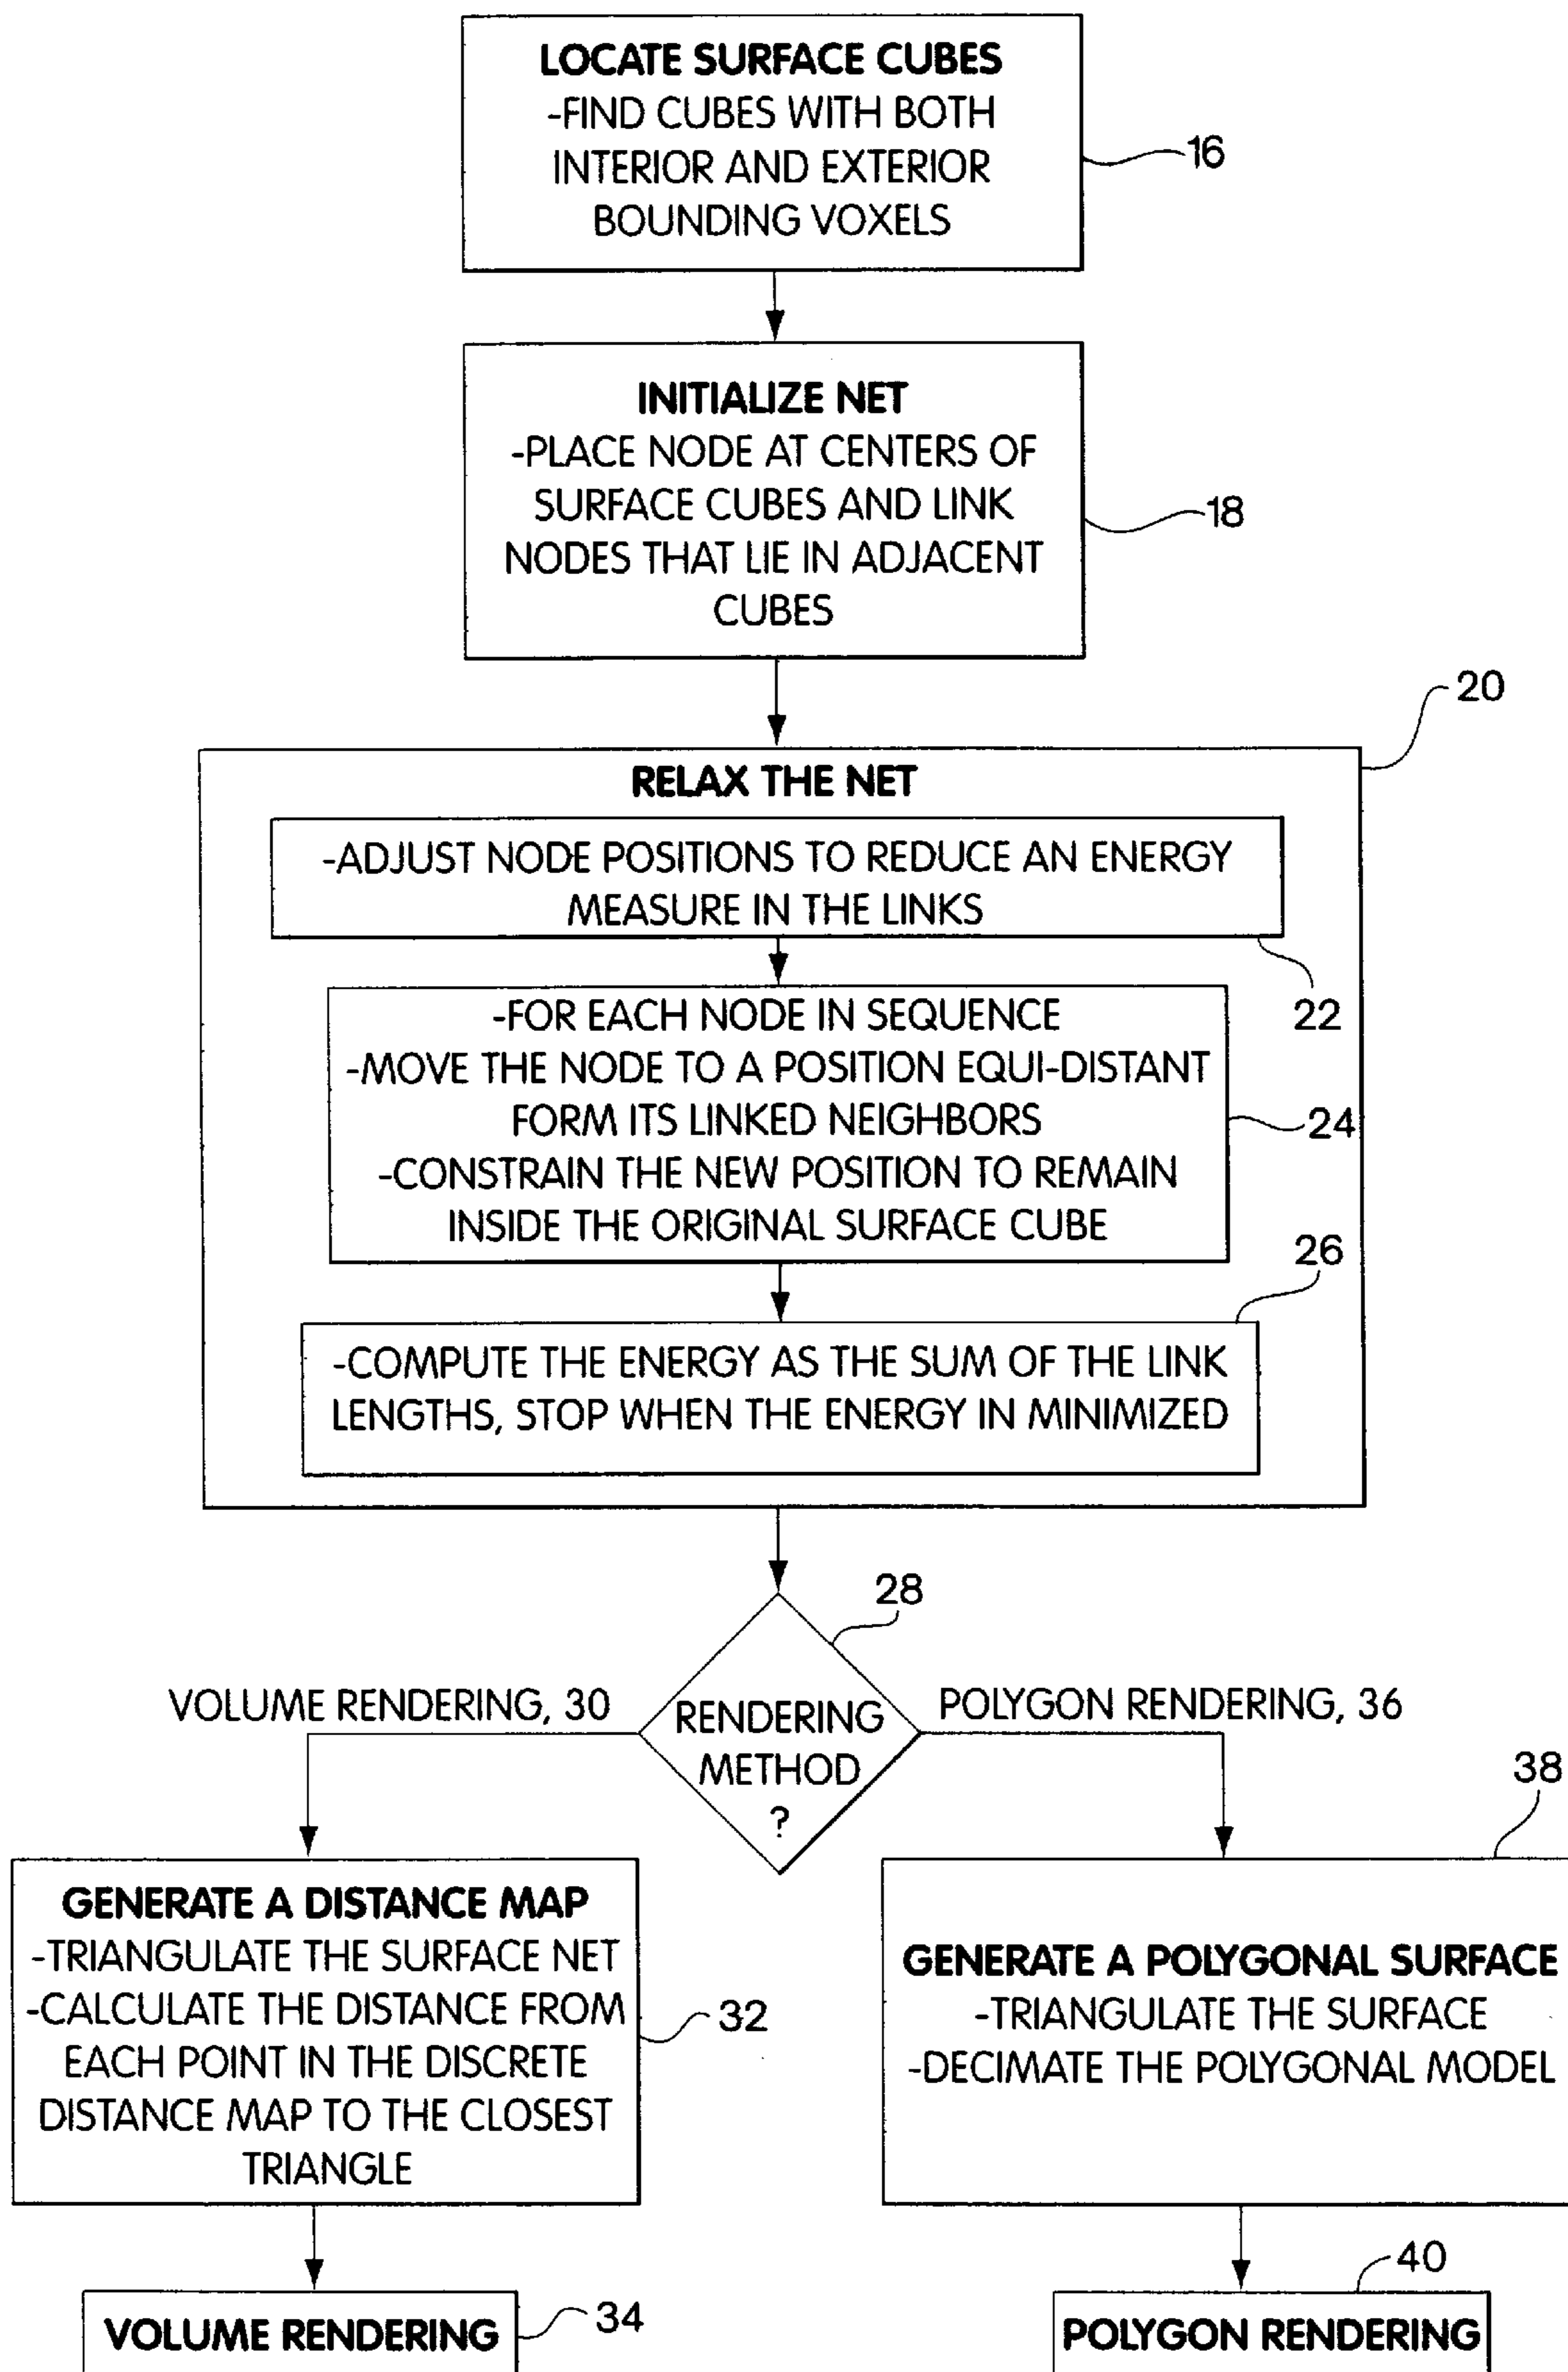 LOCATE SURFACE CUBES
-FIND CUBES WITH BOTH
INTERIOR AND EXTERIOR
BOUNDING VOXELS
16
INITIALIZE NET
-PLACE NODE AT CENTERS OF
SURFACE CUBES AND LINK
NODES THAT LIE IN ADJACENT
CUBES
18
20
RELAX THE NET
-ADJUST NODE POSITIONS TO REDUCE AN ENERGY
MEASURE IN THE LINKS
22
-FOR EACH NODE IN SEQUENCE
-MOVE THE NODE TO A POSITION EQUI-DISTANT
FORM ITS LINKED NEIGHBORS
-CONSTRAIN THE NEW POSITION TO REMAIN
INSIDE THE ORIGINAL SURFACE CUBE
24
26
-COMPUTE THE ENERGY AS THE SUM OF THE LINK
LENGTHS, STOP WHEN THE ENERGY IN MINIMIZED
28
RENDERING
METHOD
?
VOLUME RENDERING, 30
POLYGON RENDERING, 36
GENERATE A DISTANCE MAP
-TRIANGULATE THE SURFACE NET
-CALCULATE THE DISTANCE FROM
EACH POINT IN THE DISCRETE
DISTANCE MAP TO THE CLOSEST
TRIANGLE
32
38
GENERATE A POLYGONAL SURFACE
-TRIANGULATE THE SURFACE
-DECIMATE THE POLYGONAL MODEL
VOLUME RENDERING
34
40
POLYGON RENDERING